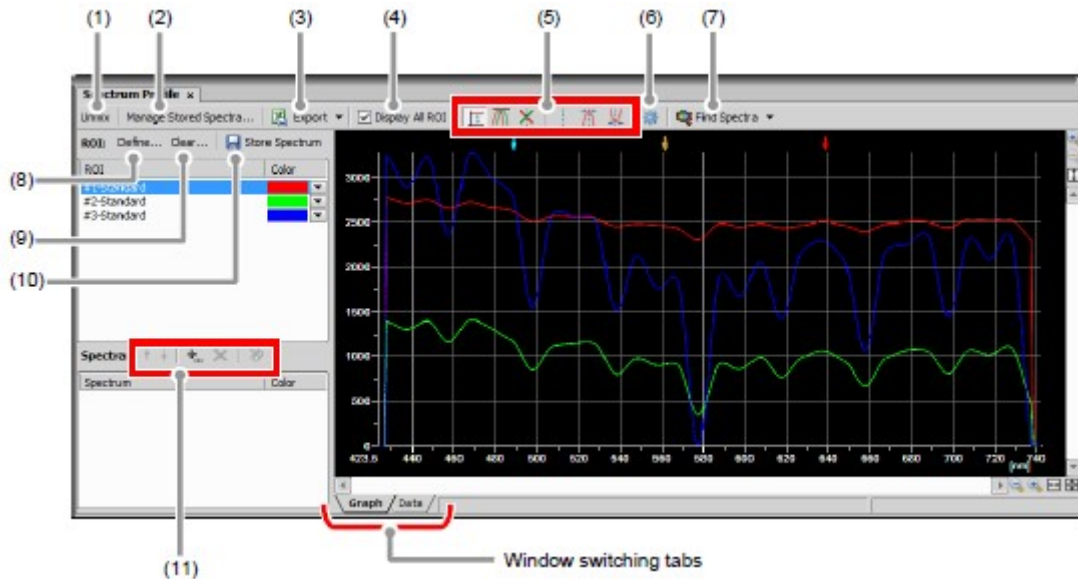 (1) (2) (3) (4) (5) (6) (7)
Spectrum Profile x
Unmix Manage Stored Spectra... Export Display All ROI Find Spectra
ROI: Define... Clear... Store Spectrum
ROI Color
#1-Standard
#2-Standard
#3-Standard
(8)
(9)
(10)
Spectra
Spectrum Color
3000
2500
2000
1500
1000
500
0
423.5 440 460 480 500 520 540 560 580 600 620 640 660 680 700 720 740
[nm]
Graph Data
(11)
Window switching tabs